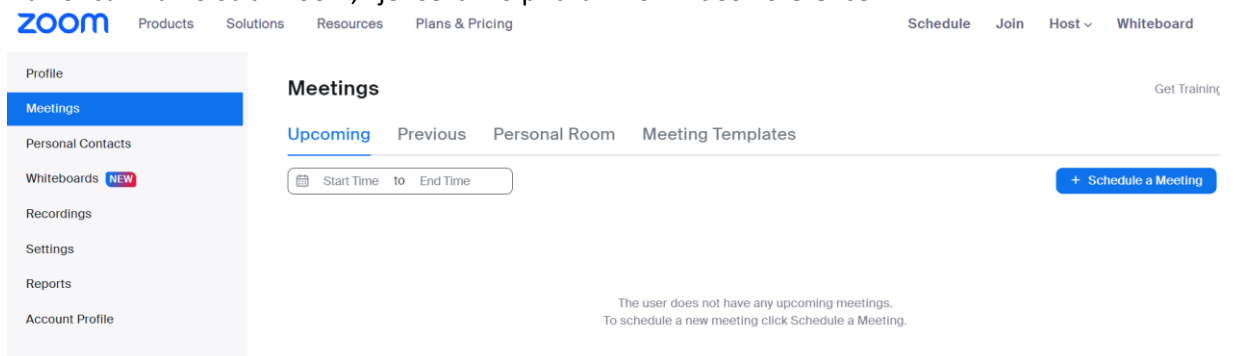 zoom Products Solutions Resources Plans & Pricing Schedule Join Host Whiteboard
Profile
Meetings
Personal Contacts
Whiteboards NEW
Recordings
Settings
Reports
Account Profile
Meetings Get Training
Upcoming Previous Personal Room Meeting Templates
Start Time to End Time + Schedule a Meeting
The user does not have any upcoming meetings.
To schedule a new meeting click Schedule a Meeting.